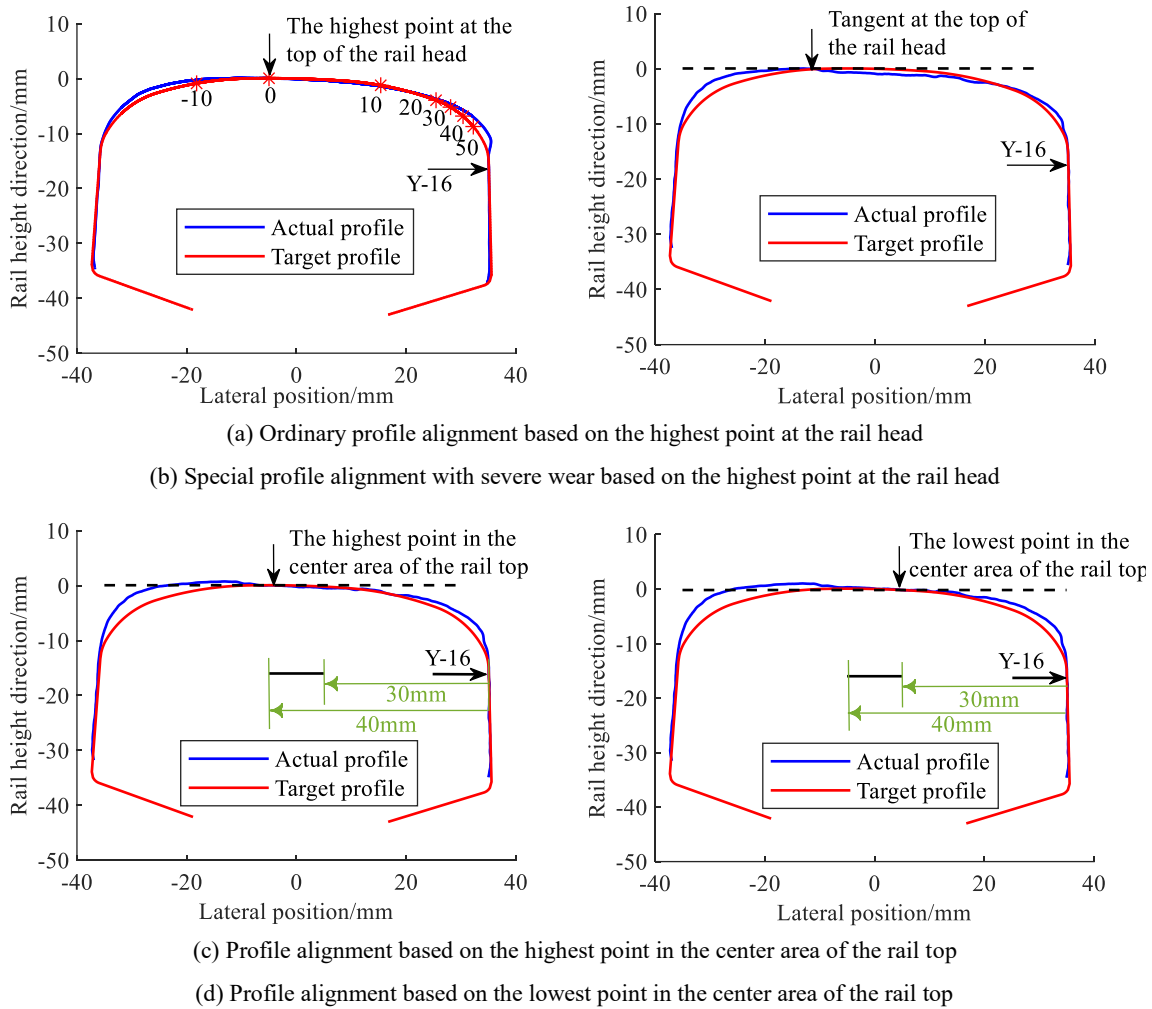 The highest point at the
top of the rail head
10
0
-10
-20
-30
-40
-50
Rail height direction/mm
-10
0
10
20
30
40
50
Y-16
Actual profile
Target profile
-40
-20
0
20
40
Lateral position/mm
Tangent at the top of
the rail head
10
0
-10
-20
-30
-40
-50
Rail height direction/mm
Y-16
Actual profile
Target profile
-40
-20
0
20
40
Lateral position/mm
(a) Ordinary profile alignment based on the highest point at the rail head
(b) Special profile alignment with severe wear based on the highest point at the rail head
The highest point in the
center area of the rail top
10
0
-10
-20
-30
-40
-50
Rail height direction/mm
Y-16
30mm
40mm
Actual profile
Target profile
-40
-20
0
20
40
Lateral position/mm
The lowest point in the
center area of the rail top
10
0
-10
-20
-30
-40
-50
Rail height direction/mm
Y-16
30mm
40mm
Actual profile
Target profile
-40
-20
0
20
40
Lateral position/mm
(c) Profile alignment based on the highest point in the center area of the rail top
(d) Profile alignment based on the lowest point in the center area of the rail top